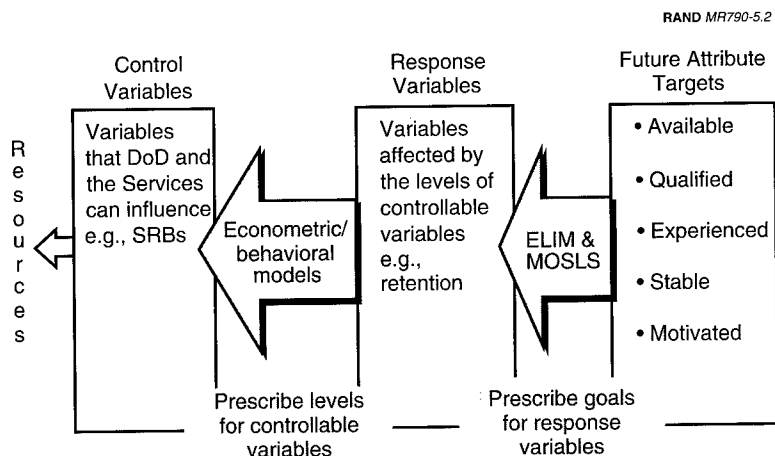 RAND MR790-5.2
Control
Variables
Response
Variables
Future Attribute
Targets
Resources
Variables
that DoD and
the Services
can influence
e.g., SRBs
Econometric/
behavioral
models
Variables
affected by
the levels of
controllable
variables
e.g.,
retention
ELIM &
MOSLS
• Available
• Qualified
• Experienced
• Stable
• Motivated
Prescribe levels
for controllable
variables
Prescribe goals
for response
variables